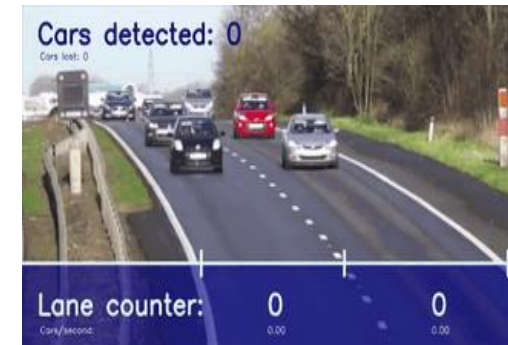 Cars detected: 0
Cars lost: 0
Lane counter: 0 0
Cars/second: 0.00 0.00